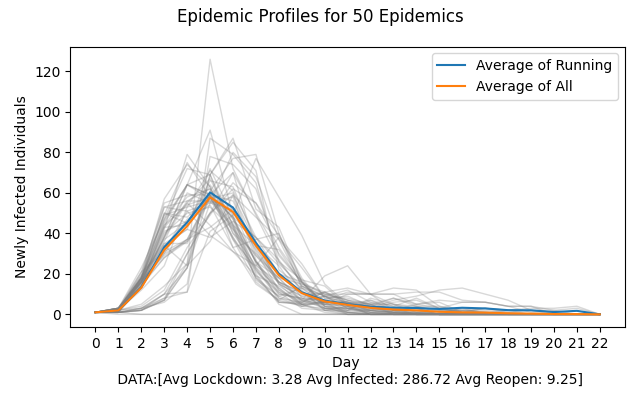 Epidemic Profiles for 50 Epidemics
Average of Running
Average of All
Newly Infected Individuals
120
100
80
60
40
20
0
0 1 2 3 4 5 6 7 8 9 10 11 12 13 14 15 16 17 18 19 20 21 22
Day
DATA:[Avg Lockdown: 3.28 Avg Infected: 286.72 Avg Reopen: 9.25]